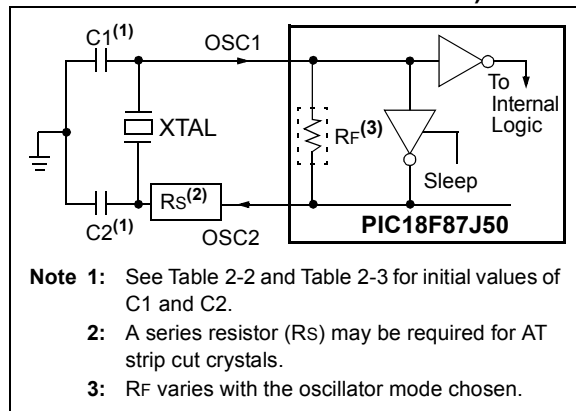 C1(1)
OSC1
To
Internal
Logic
XTAL
RF(3)
Sleep
C2(1)
RS(2)
OSC2
PIC18F87J50
Note 1: See Table 2-2 and Table 2-3 for initial values of
C1 and C2.
2: A series resistor (RS) may be required for AT
strip cut crystals.
3: RF varies with the oscillator mode chosen.